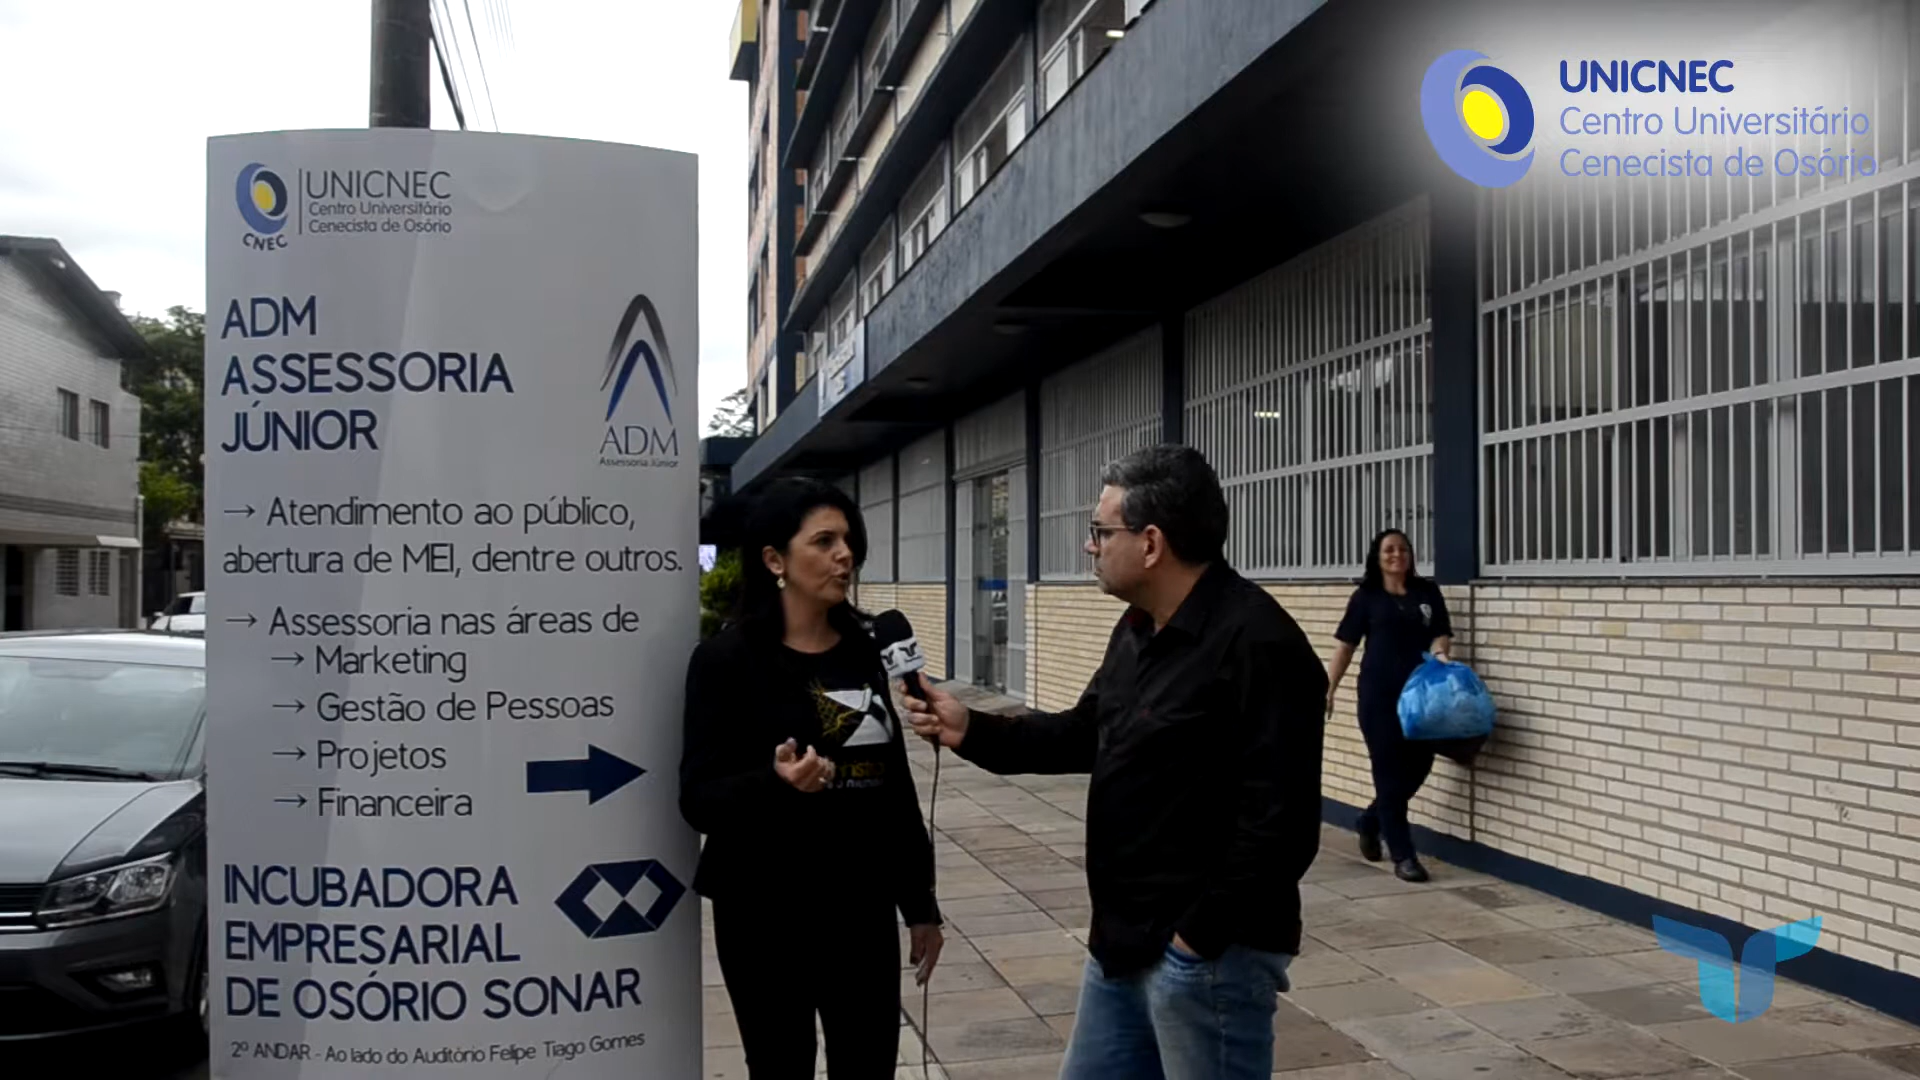 UNICNEC
Centro Universitário
Cenecista de Osório
UNICNEC
Centro Universitário
Cenecista de Osório
CNEC
ADM
ASSESSORIA
JÚNIOR
ADM
Assessoria Júnior
→ Atendimento ao público,
abertura de MEI, dentre outros.
→ Assessoria nas áreas de
→ Marketing
→ Gestão de Pessoas
→ Projetos
→ Financeira
INCUBADORA
EMPRESARIAL
DE OSÓRIO SONAR
2º ANDAR - Ao lado do Auditório Felipe Tiago Gomes